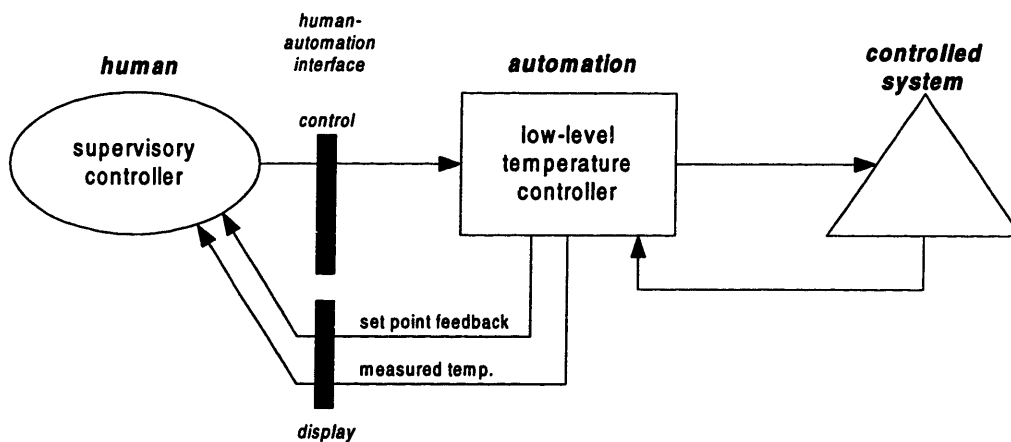 human
supervisory
controller
human-
automation
interface
control
automation
low-level
temperature
controller
controlled
system
set point feedback
measured temp.
display